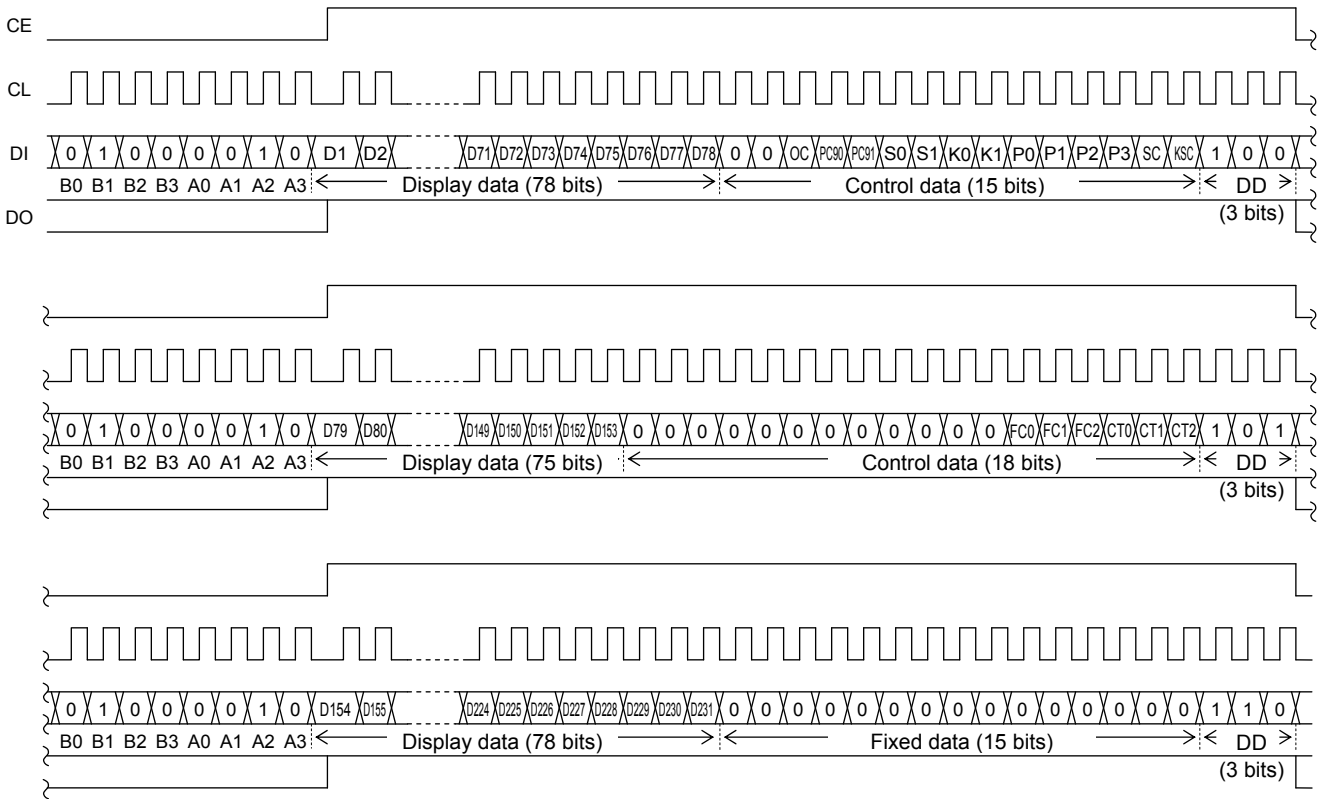 CE
CL
DI 0 1 0 0 0 0 1 0 D1 D2 D71 D72 D73 D74 D75 D76 D77 D78 0 0 OC PC90 PC91 S0 S1 K0 K1 P0 P1 P2 P3 SC KSC 1 0 0
B0 B1 B2 B3 A0 A1 A2 A3 Display data (78 bits) Control data (15 bits) DD
DO (3 bits)
0 1 0 0 0 0 1 0 D79 D80 D149 D150 D151 D152 D153 0 0 0 0 0 0 0 0 0 0 0 0 FC0 FC1 FC2 CT0 CT1 CT2 1 0 1
B0 B1 B2 B3 A0 A1 A2 A3 Display data (75 bits) Control data (18 bits) DD
(3 bits)
0 1 0 0 0 0 1 0 D154 D155 D224 D225 D226 D227 D228 D229 D230 D231 0 0 0 0 0 0 0 0 0 0 0 0 0 0 0 1 1 0
B0 B1 B2 B3 A0 A1 A2 A3 Display data (78 bits) Fixed data (15 bits) DD
(3 bits)